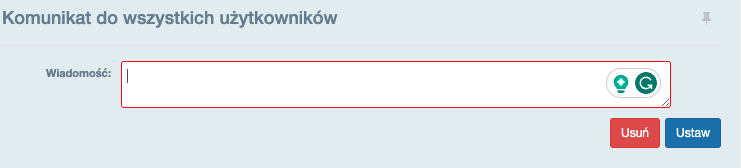 Komunikat do wszystkich użytkowników
Wiadomość:
Usuń Ustaw